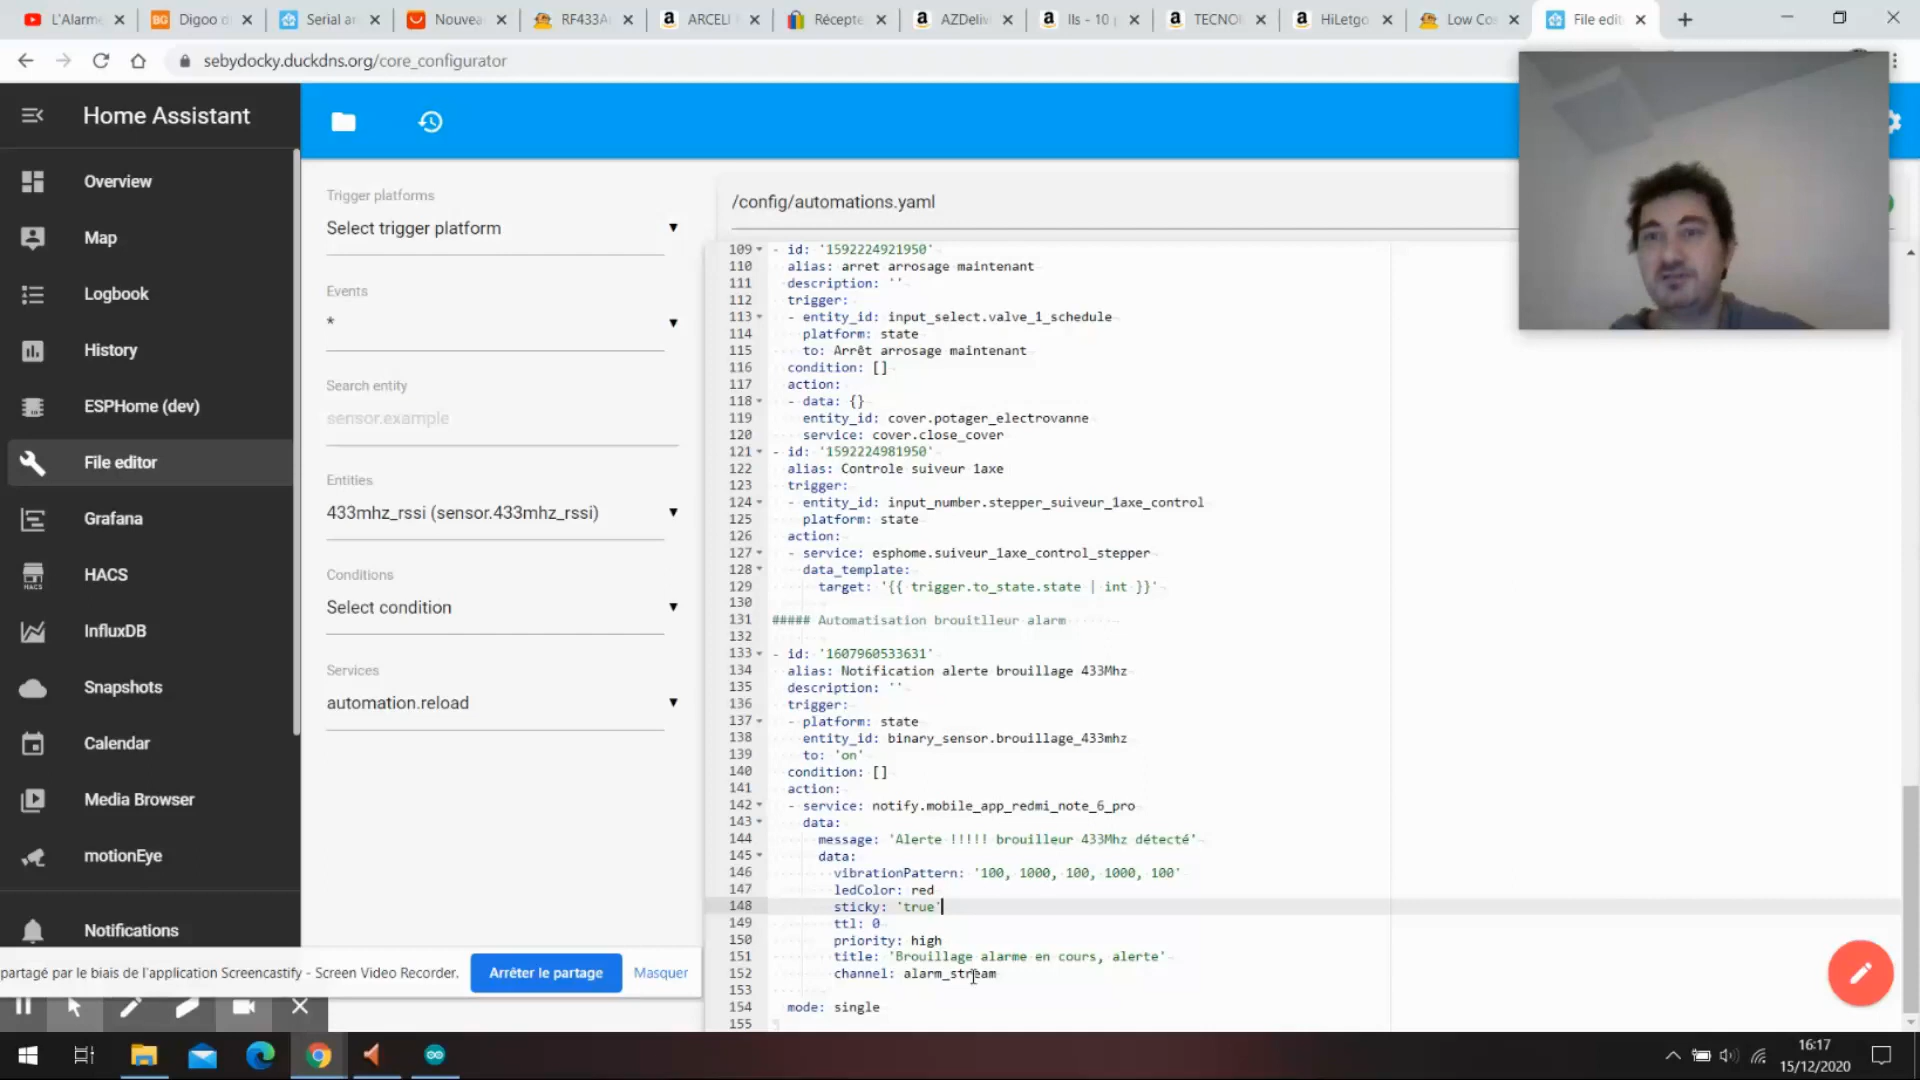 L'Alarme
Digoo d
Serial ar
Nouvea
RF433A
ARCELI
Récepte
AZDeliv
lls - 10 p
TECNO
HiLetgo
Low Cos
File edit
sebydocky.duckdns.org/core_configurator
Home Assistant
Overview
Map
Logbook
History
ESPHome (dev)
File editor
Grafana
HACS
HACS
InfluxDB
Snapshots
Calendar
Media Browser
motionEye
Notifications
Trigger platforms
Select trigger platform
Events
*
Search entity
sensor.example
Entities
433mhz_rssi (sensor.433mhz_rssi)
Conditions
Select condition
Services
automation.reload
/config/automations.yaml
109 - id: '1592224921950'
110 alias: arret arrosage maintenant
111 description: ''
112 trigger:
113 - entity_id: input_select.valve_1_schedule
114 platform: state
115 to: Arrêt arrosage maintenant
116 condition: []
117 action:
118 - data: {}
119 entity_id: cover.potager_electrovanne
120 service: cover.close_cover
121 - id: '1592224981950'
122 alias: Controle suiveur 1axe
123 trigger:
124 - entity_id: input_number.stepper_suiveur_1axe_control
125 platform: state
126 action:
127 - service: esphome.suiveur_1axe_control_stepper
128 data_template:
129 target: '{{ trigger.to_state.state | int }}'
130
131 ##### Automatisation brouitlleur alarm
132
133 - id: '1607960533631'
134 alias: Notification alerte brouillage 433Mhz
135 description: ''
136 trigger:
137 - platform: state
138 entity_id: binary_sensor.brouillage_433mhz
139 to: 'on'
140 condition: []
141 action:
142 - service: notify.mobile_app_redmi_note_6_pro
143 data:
144 message: 'Alerte !!!!! brouilleur 433Mhz détecté'
145 data:
146 vibrationPattern: '100, 1000, 100, 1000, 100'
147 ledColor: red
148 sticky: 'true'
149 ttl: 0
150 priority: high
151 title: 'Brouillage alarme en cours, alerte'
152 channel: alarm_stream
153
154 mode: single
155
partagé par le biais de l'application Screencastify - Screen Video Recorder.
Arrêter le partage
Masquer
16:17
15/12/2020